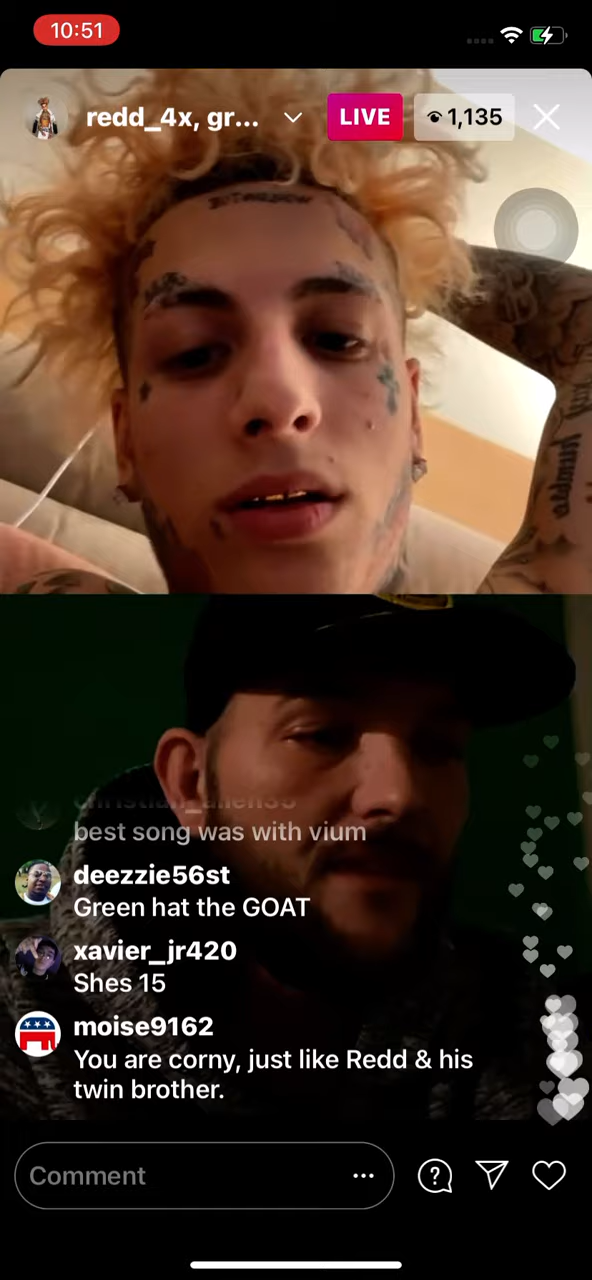 10:51
redd_4x, gr...
LIVE
1,135
best song was with vium
deezzie56st
Green hat the GOAT
xavier_jr420
Shes 15
moise9162
You are corny, just like Redd & his
twin brother.
Comment